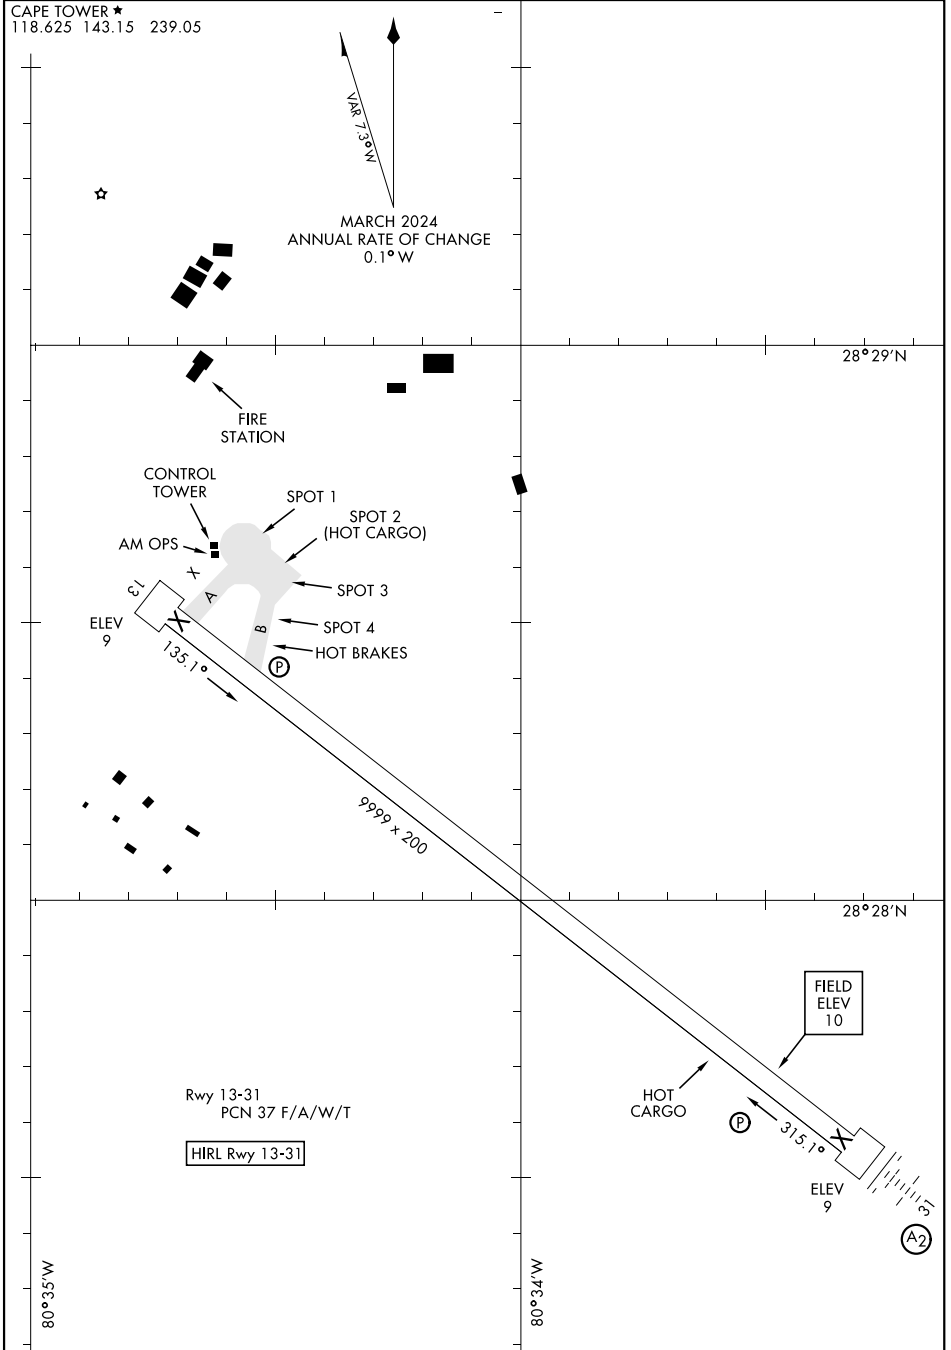 CAPE TOWER ★
118.625 143.15 239.05
VAR 7.3° W
MARCH 2024
ANNUAL RATE OF CHANGE
0.1° W
28° 29' N
FIRE
STATION
CONTROL
TOWER
SPOT 1
SPOT 2
(HOT CARGO)
AM OPS
X
SPOT 3
13
A
ELEV
9
SPOT 4
B
HOT BRAKES
P
135.1°
9999 x 200
28° 28' N
FIELD
ELEV
10
HOT
CARGO
Rwy 13-31
PCN 37 F/A/W/T
P
315.1°
HIRL Rwy 13-31
ELEV
9
31
A2
80° 35' W
80° 34' W